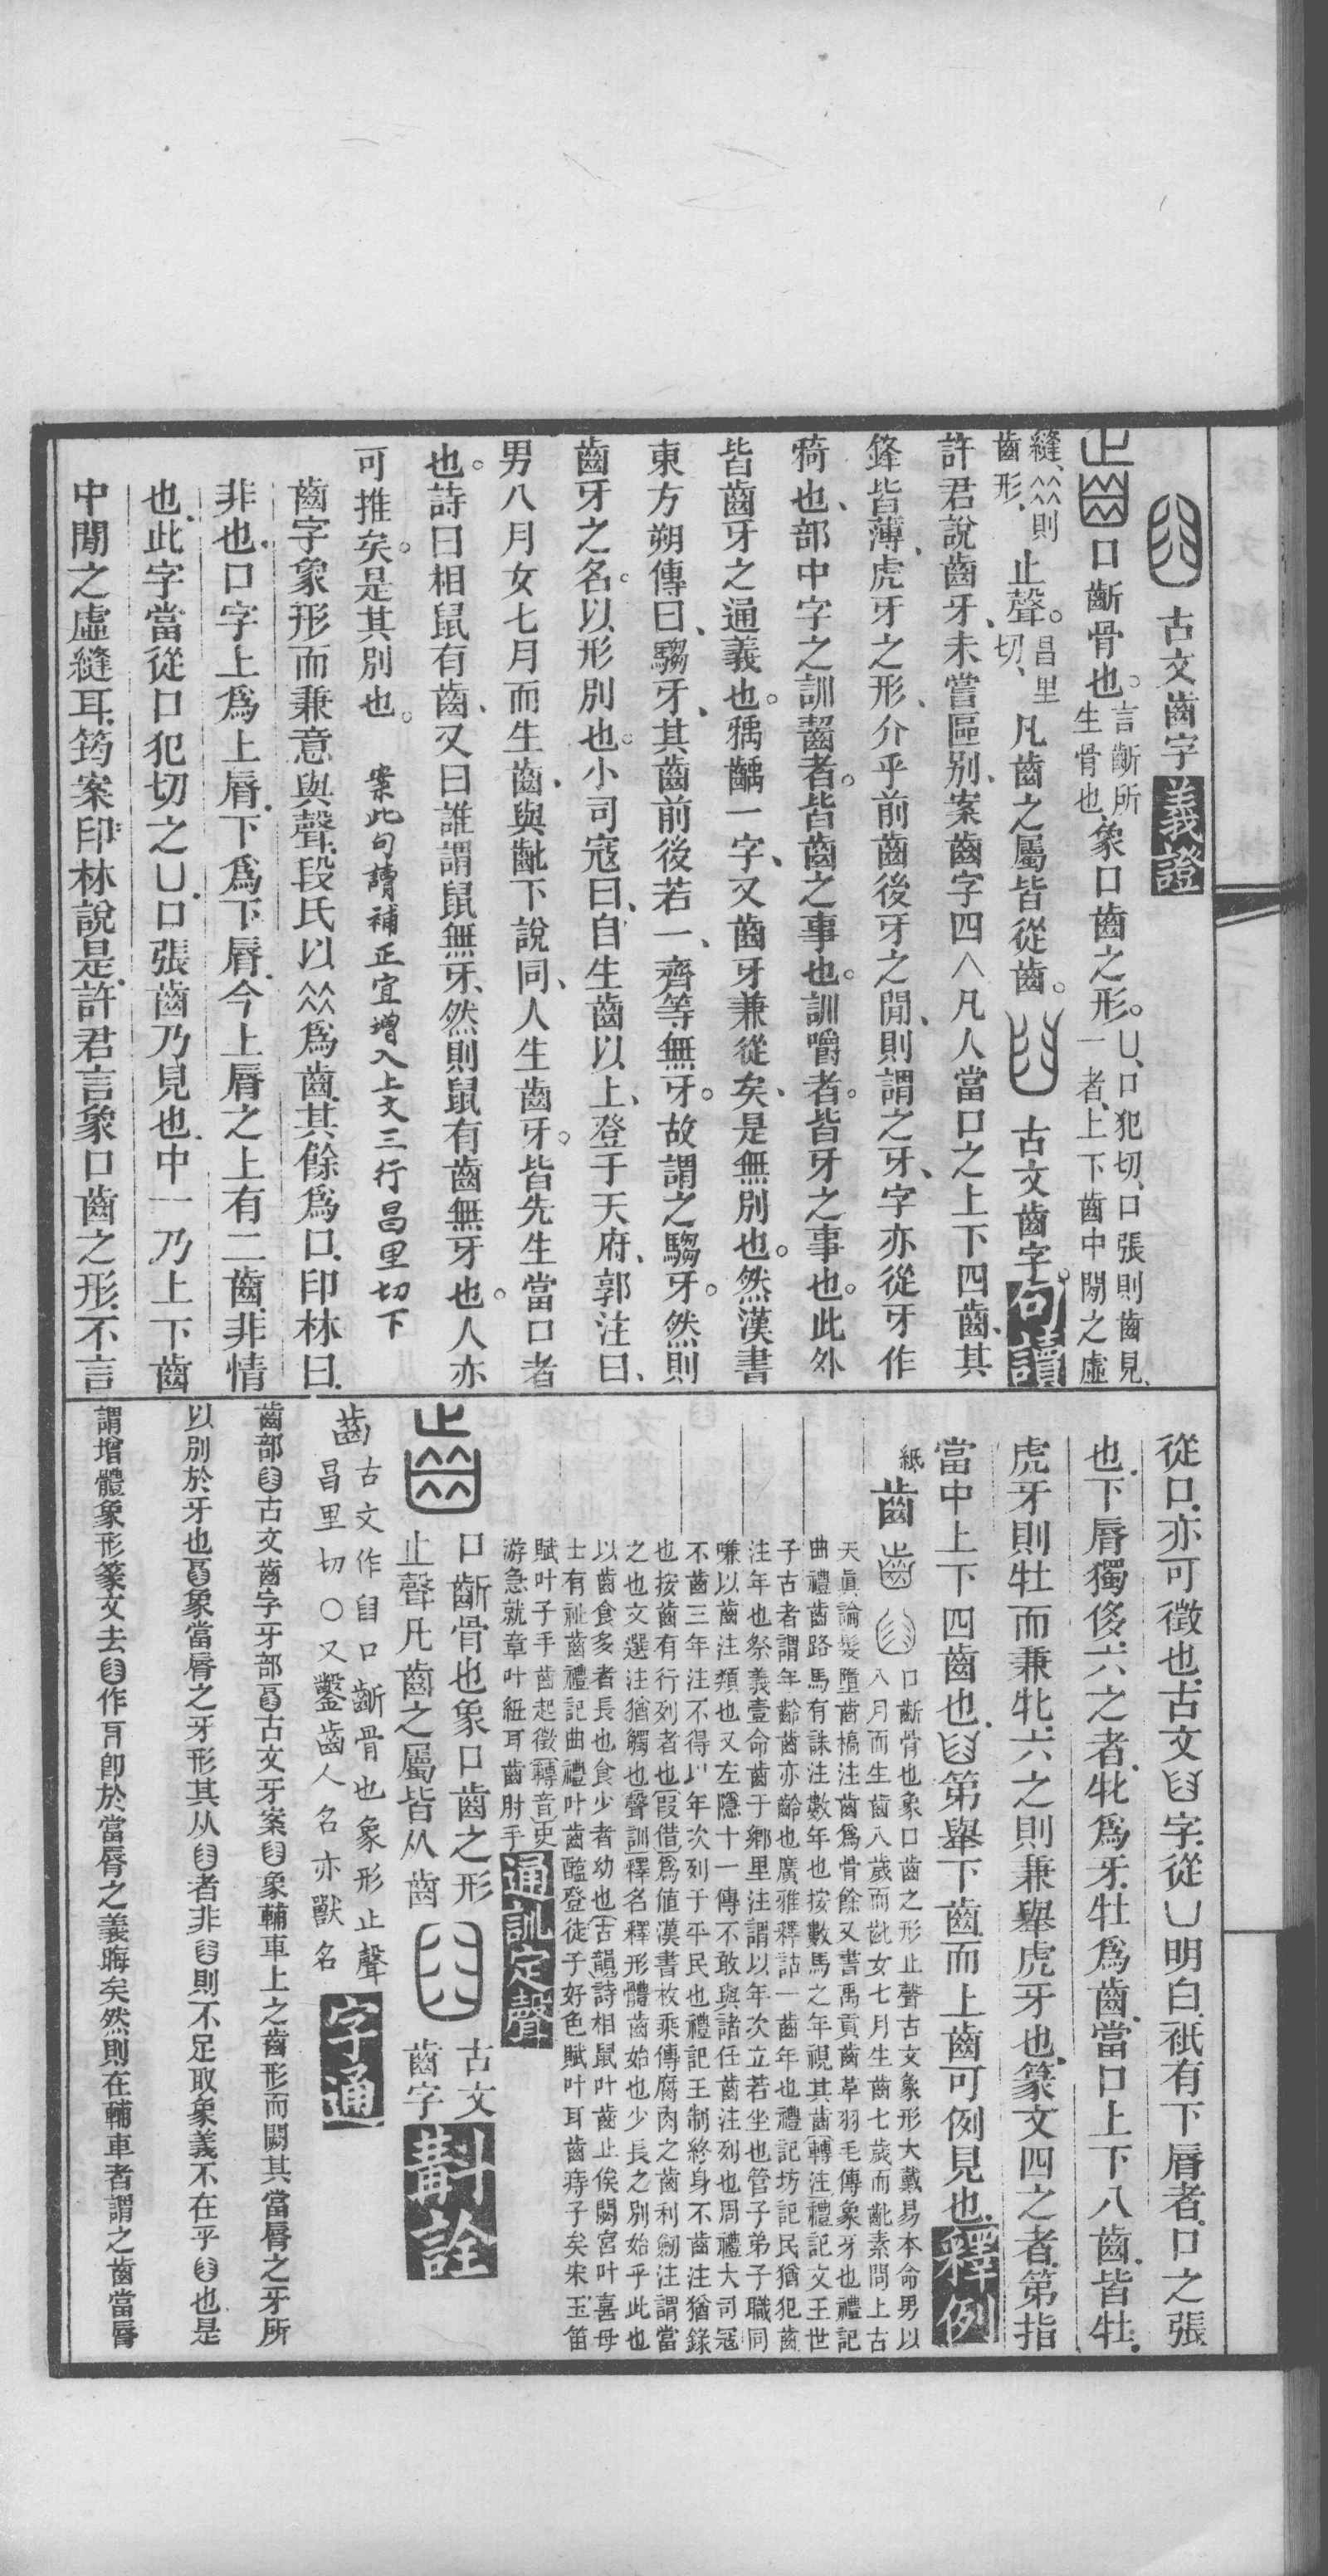 古文齒字義證
口齗骨也。言齗所生骨也、象口齒之形。凵、口犯切、口張則齒見、一者、上下齒中閒之虛
縫、𠈌則齒形、止聲。昌里切、凡齒之屬皆從齒。古文齒字。句讀
許君說齒牙、未嘗區别、案齒字四人、凡人當口之上下四齒、其
鋒皆薄、虎牙之形、介乎前齒後牙之閒、則謂之牙、字亦從牙作
㸦也、部中字之訓齧者。皆齒之事也。訓嚼者。皆牙之事也。此外
皆齒牙之通義也。㺄齲一字、又齒牙兼從、矣、是無別也。然漢書
東方朔傳曰、騶牙、其齒前後若一、齊等無牙。故謂之騶牙。然則
齒牙之名。以形別也。小司寇曰、自生齒以上、登于天府、郭注曰、
男八月女七月而生齒、與齔下說同、人生齒牙。皆先生當口者
也。詩曰相鼠有齒、又曰誰謂鼠無牙、然則鼠有齒無牙也。人亦
可推矣。是其別也。 案此句讀補正宜增入上文三行昌里切下
齒字象形而兼意與聲、段氏以𠈌爲齒、其餘爲口、印林曰、
非也、口字上爲上脣、下爲下脣、今上脣之上有二齒、非情
也、此字當從口犯切之凵、口張齒乃見也、中一乃上下齒
中閒之虛縫耳、筠案、印林說是、許君言象口齒之形、不言
從口、亦可徵也、古文字、從凵明白、祇有下脣者、口之張
也、下脣獨侈、六之者、牝爲牙、牡爲齒、當口上下八齒、皆牡、
虎牙則牡而兼牝、六之則兼舉虎牙也、篆文四之者、第指
當中上下四齒也、第舉下齒、而上齒可例見也、釋例
紙 齒 口齗骨也象口齒之形止聲古文象形大戴易本命男以
八月而生齒八歲而齔女七月生齒七歲而齔素問上古
天眞論髮墮齒槁注齒爲骨餘又書禹貢齒革羽毛傳象牙也禮記
曲禮齒路馬有誅注數年也按數馬之年視其齒轉注禮記文王世
子古者謂年齡齒亦齡也廣雅釋詁一齒年也禮記坊記民猶犯齒
注年也祭義壹命齒于鄉里注謂以年次立若坐也管子弟子職同
嗛以齒注類也又左隱十一傳不敢與諸任齒注列也周禮大司寇
不齒三年注不得以年次列于平民也禮記王制終身不齒注猶錄
也按齒有行列者也叚借爲値漢書枚乘傳腐肉之齒利劒注謂當
之也文選注猶觸也聲訓釋名釋形體齒始也少長之別始乎此也
以齒食多者長也食少者幼也古韻詩相鼠叶齒止俟閟宮叶喜母
士有祉齒禮記曲禮叶齒醢登徒子好色賦叶耳齒痔子矣宋玉笛
賦叶子手齒起徵轉音史
游急就章叶紐耳齒肘手通訓定聲
口齗骨也象口齒之形
止聲凡齒之屬皆从齒 古文齒字斠詮
齒 古文作口齗骨也象形止聲
昌里切○又鑿齒人名亦獸名 字通
齒部古文齒字牙部古文牙案象輔車上之齒形而闕其當脣之牙所
以別於牙也象當脣之牙形其从者非則不足取象義不在乎也是
謂增體象形篆文去作㸦卽於當脣之義晦矣然則在輔車者謂之齒當脣